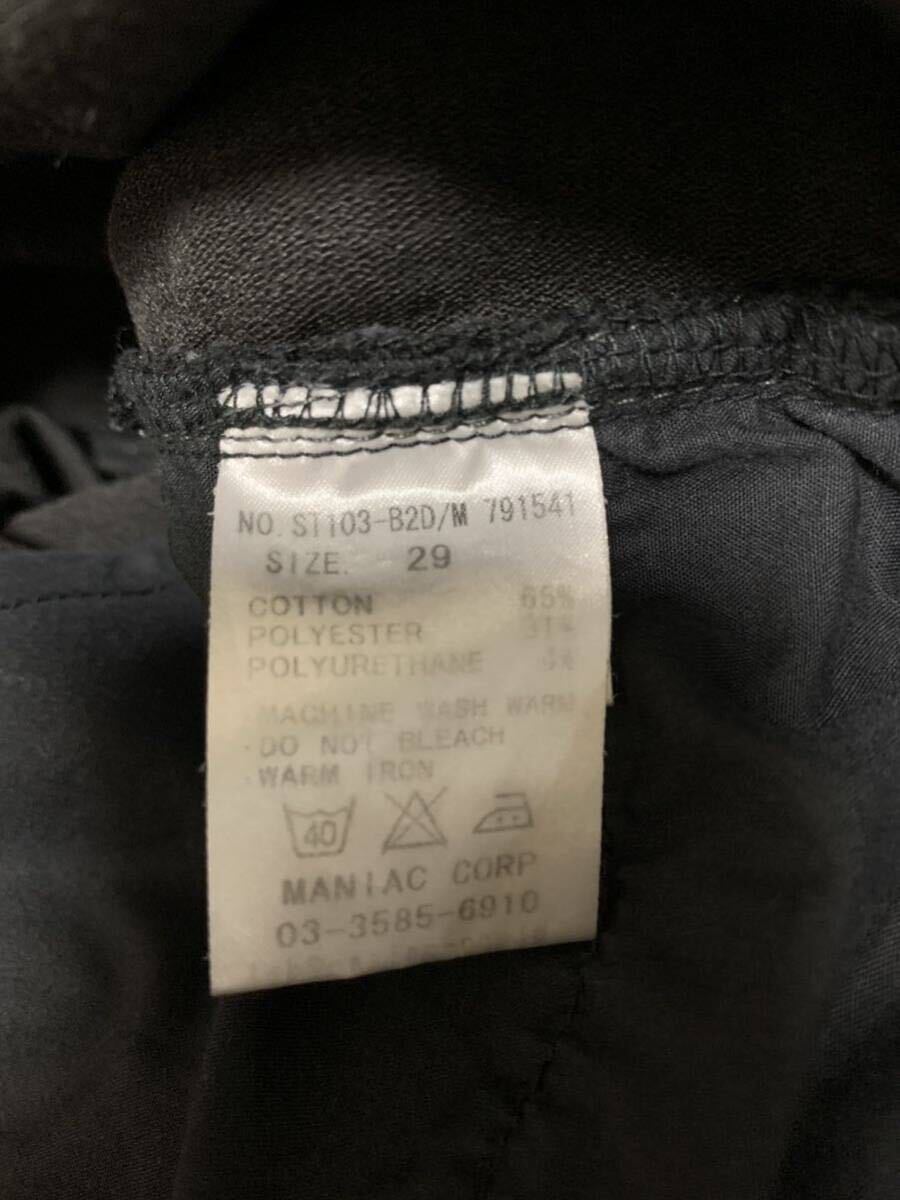 NO. ST103-B2D/M 791541
SIZE. 29
COTTON 65%
POLYESTER 31%
POLYURETHANE 4%
MACHINE WASH WARM
DO NOT BLEACH
WARM IRON
40
MANIAC CORP
03-3585-6910